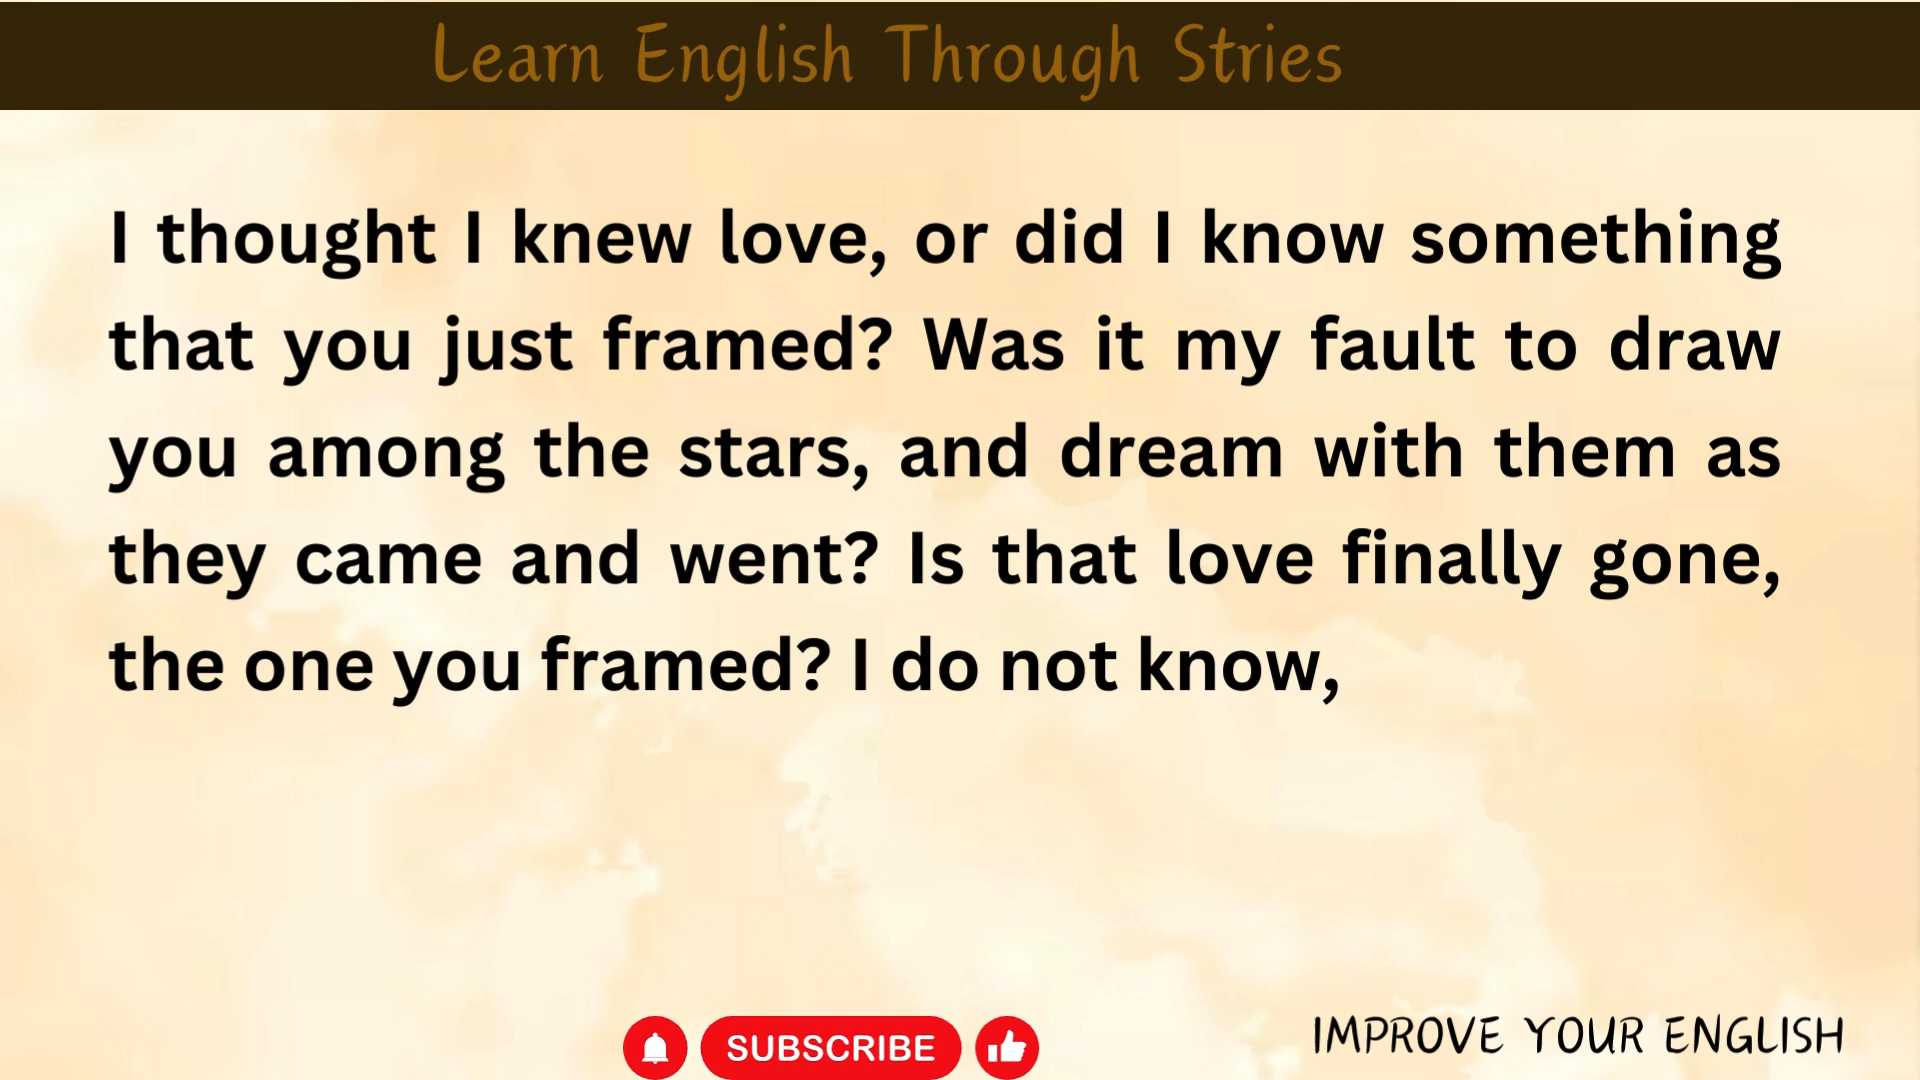 Learn English Through Stries
I thought I knew love, or did I know something
that you just framed? Was it my fault to draw
you among the stars, and dream with them as
they came and went? Is that love finally gone,
the one you framed? I do not know,
SUBSCRIBE
IMPROVE YOUR ENGLISH